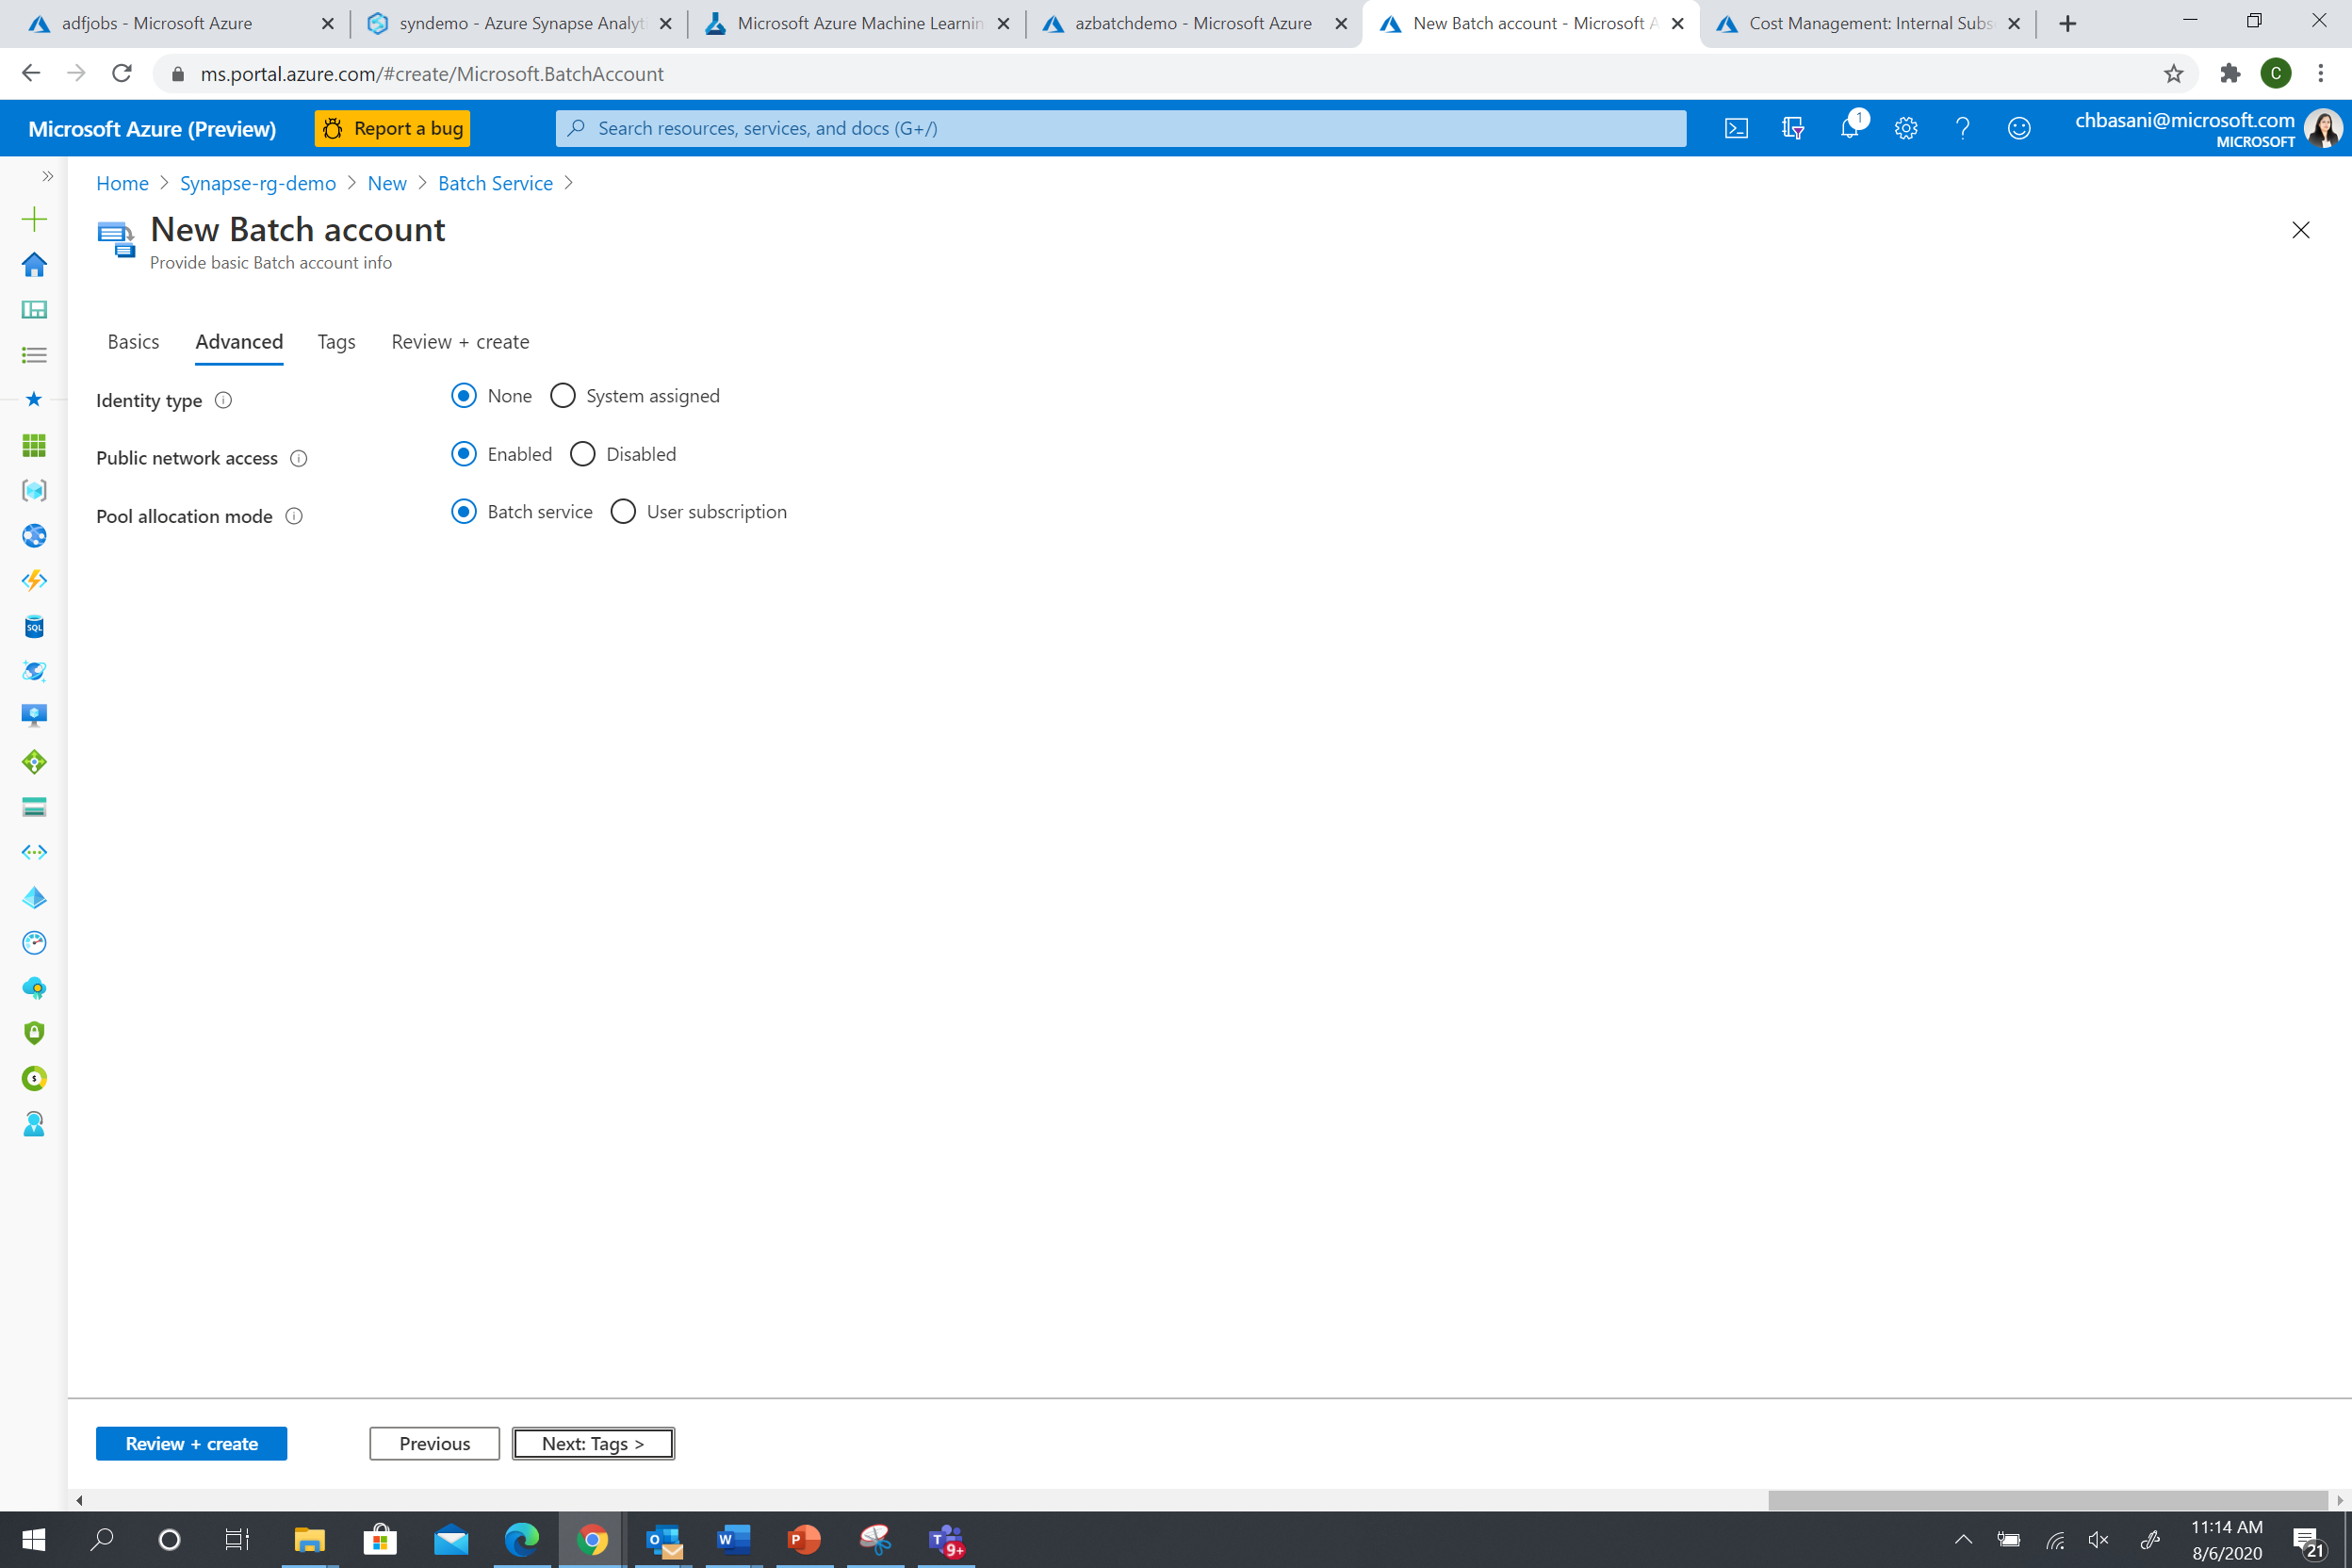 adfjobs - Microsoft Azure
syndemo - Azure Synapse Analyt
Microsoft Azure Machine Learnin
azbatchdemo - Microsoft Azure
New Batch account - Microsoft A
Cost Management: Internal Subs
ms.portal.azure.com/#create/Microsoft.BatchAccount
C
Microsoft Azure (Preview)
Report a bug
Search resources, services, and docs (G+/)
1
chbasani@microsoft.com
MICROSOFT
Home > Synapse-rg-demo > New > Batch Service >
New Batch account
Provide basic Batch account info
Basics Advanced Tags Review + create
Identity type None System assigned
Public network access Enabled Disabled
Pool allocation mode Batch service User subscription
SQL
$
Review + create Previous Next: Tags >
O W P T 9+
11:14 AM
8/6/2020
21